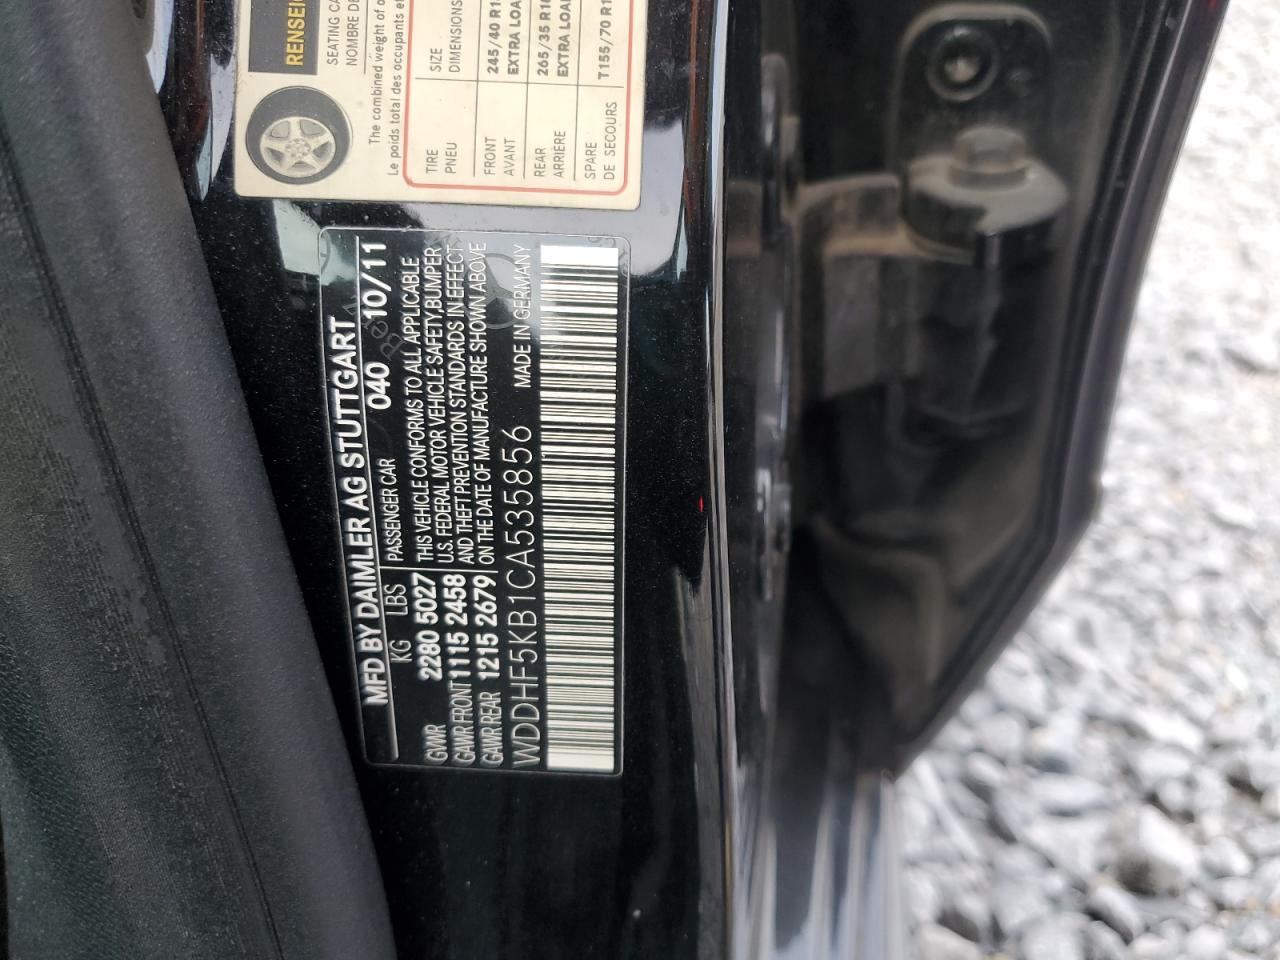 RENSEI
SEATING CA
NOMBRE DE
The combined weight of o
Le poids total des occupants et
TIRE SIZE
PNEU DIMENSIONS
FRONT 245/40 R1
AVANT EXTRA LOA
REAR 265/35 R18
ARRIÈRE EXTRA LOA
SPARE T155/70 R1
DE SECOURS
MFD BY DAIMLER AG STUTTGART
KG LBS PASSENGER CAR 040 10/11
GVWR 2280 5027 THIS VEHICLE CONFORMS TO ALL APPLICABLE
GAWR FRONT 1115 2458 U.S. FEDERAL MOTOR VEHICLE SAFETY, BUMPER
GAWR REAR 1215 2679 AND THEFT PREVENTION STANDARDS IN EFFECT
ON THE DATE OF MANUFACTURE SHOWN ABOVE
WDDHF5KB1CA535856 MADE IN GERMANY